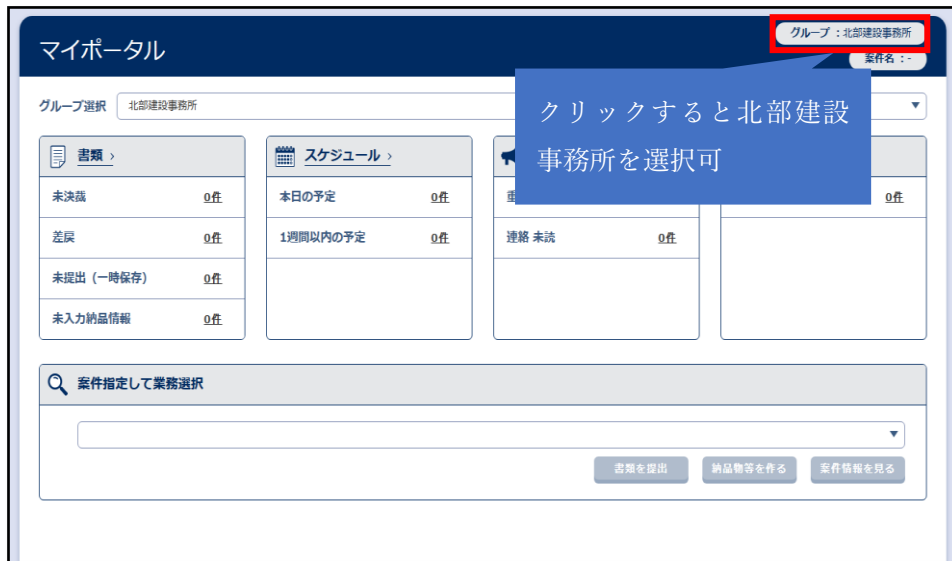 グループ：北部建設事務所
マイポータル
案件名：-
グループ選択 北部建設事務所
クリックすると北部建設
事務所を選択可
書類 ›
スケジュール ›
未決裁 0件
本日の予定 0件
重
0件
差戻 0件
1週間以内の予定 0件
連絡 未読 0件
未提出（一時保存） 0件
未入力納品情報 0件
案件指定して業務選択
書類を提出
納品物等を作る
案件情報を見る